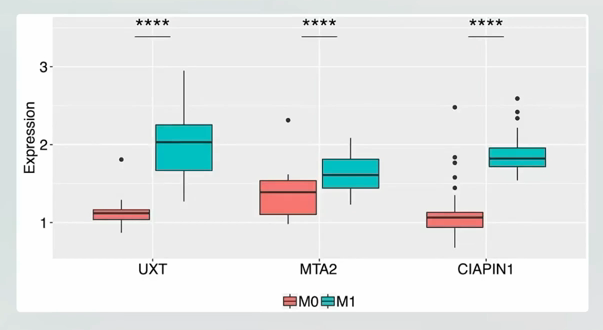 **** **** ****
3
2
1
Expression
UXT MTA2 CIAPIN1
M0 M1